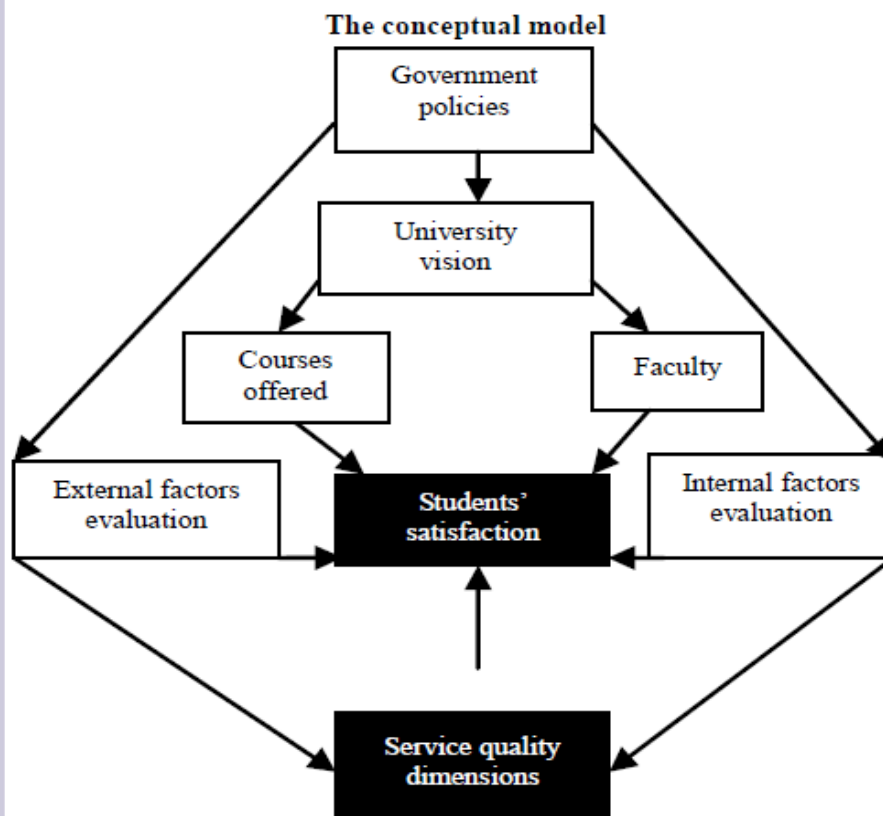 The conceptual model
Government
policies
University
vision
Courses
offered
Faculty
External factors
evaluation
Students’
satisfaction
Internal factors
evaluation
Service quality
dimensions